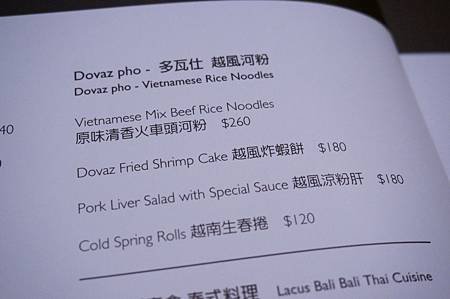 Dovaz pho - 多瓦仕 越風河粉
Dovaz pho - Vietnamese Rice Noodles
40
Vietnamese Mix Beef Rice Noodles
原味清香火車頭河粉 $260
Dovaz Fried Shrimp Cake 越風炸蝦餅 $180
Pork Liver Salad with Special Sauce 越風涼粉肝 $180
Cold Spring Rolls 越南生春捲 $120
泰式料理 Lacus Bali Bali Thai Cuisine